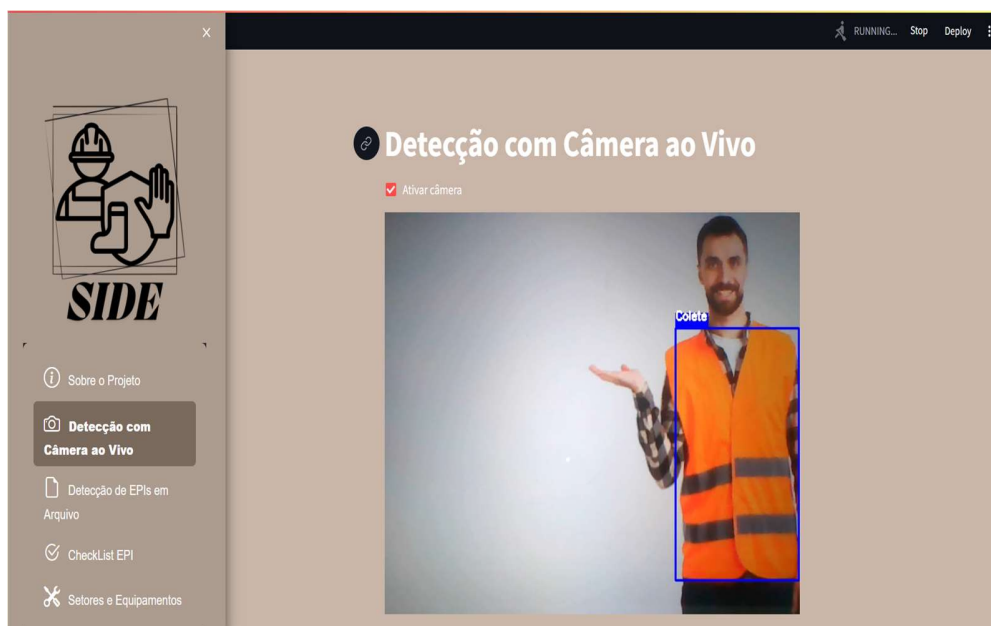 X
RUNNING...
Stop
Deploy
SIDE
Sobre o Projeto
Detecção com
Câmera ao Vivo
Detecção de EPIs em
Arquivo
CheckList EPI
Setores e Equipamentos
Detecção com Câmera ao Vivo
Ativar câmera
Colete